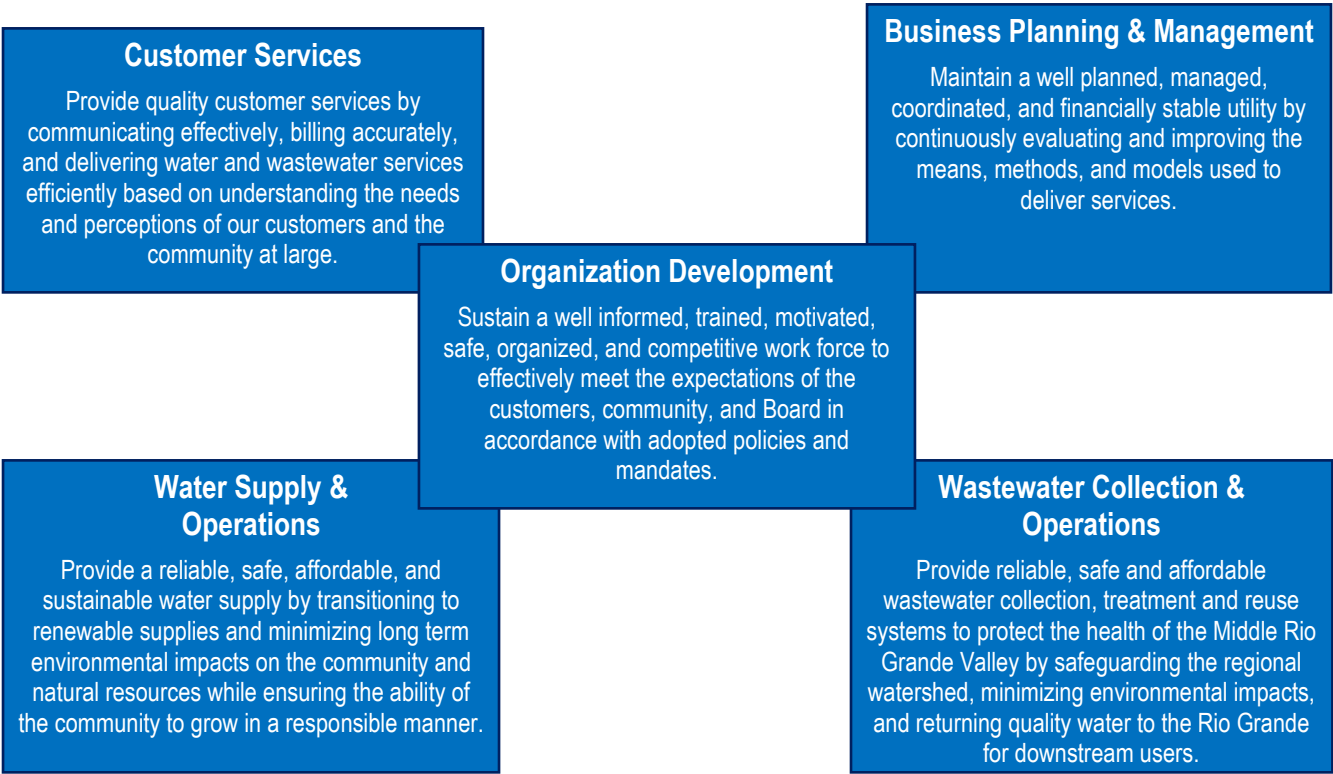 Customer Services
Provide quality customer services by
communicating effectively, billing accurately,
and delivering water and wastewater services
efficiently based on understanding the needs
and perceptions of our customers and the
community at large.
Business Planning & Management
Maintain a well planned, managed,
coordinated, and financially stable utility by
continuously evaluating and improving the
means, methods, and models used to
deliver services.
Organization Development
Sustain a well informed, trained, motivated,
safe, organized, and competitive work force to
effectively meet the expectations of the
customers, community, and Board in
accordance with adopted policies and
mandates.
Water Supply &
Operations
Provide a reliable, safe, affordable, and
sustainable water supply by transitioning to
renewable supplies and minimizing long term
environmental impacts on the community and
natural resources while ensuring the ability of
the community to grow in a responsible manner.
Wastewater Collection &
Operations
Provide reliable, safe and affordable
wastewater collection, treatment and reuse
systems to protect the health of the Middle Rio
Grande Valley by safeguarding the regional
watershed, minimizing environmental impacts,
and returning quality water to the Rio Grande
for downstream users.